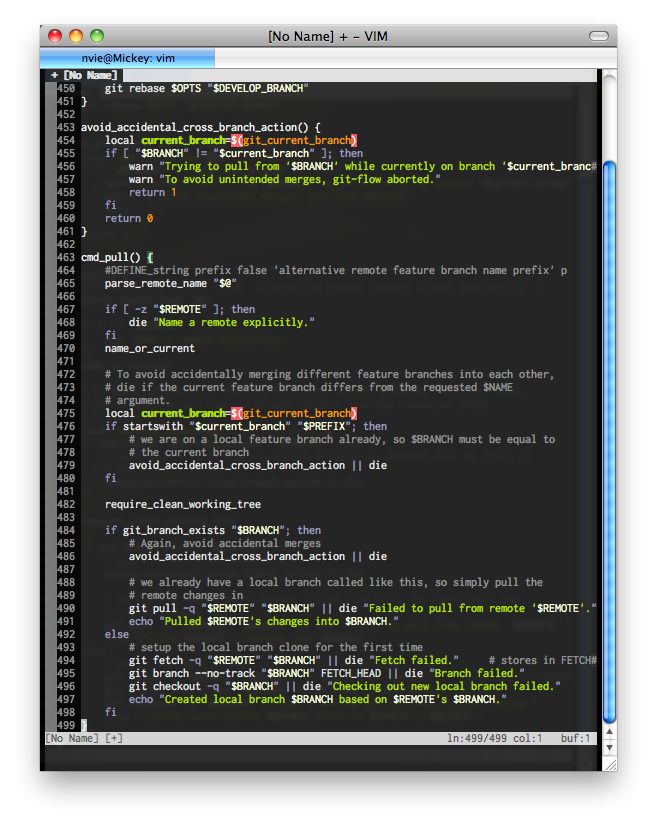 [No Name] + – VIM
nvie@Mickey: vim
+ [No Name]
450     git rebase $OPTS "$DEVELOP_BRANCH"
451 }
452
453 avoid_accidental_cross_branch_action() {
454     local current_branch=$(git_current_branch)
455     if [ "$BRANCH" != "$current_branch" ]; then
456         warn "Trying to pull from '$BRANCH' while currently on branch '$current_branc#
457         warn "To avoid unintended merges, git-flow aborted."
458         return 1
459     fi
460     return 0
461 }
462
463 cmd_pull() {
464     #DEFINE_string prefix false 'alternative remote feature branch name prefix' p
465     parse_remote_name "$@"
466
467     if [ -z "$REMOTE" ]; then
468         die "Name a remote explicitly."
469     fi
470     name_or_current
471
472     # To avoid accidentally merging different feature branches into each other,
473     # die if the current feature branch differs from the requested $NAME
474     # argument.
475     local current_branch=$(git_current_branch)
476     if startswith "$current_branch" "$PREFIX"; then
477         # we are on a local feature branch already, so $BRANCH must be equal to
478         # the current branch
479         avoid_accidental_cross_branch_action || die
480     fi
481
482     require_clean_working_tree
483
484     if git_branch_exists "$BRANCH"; then
485         # Again, avoid accidental merges
486         avoid_accidental_cross_branch_action || die
487
488         # we already have a local branch called like this, so simply pull the
489         # remote changes in
490         git pull -q "$REMOTE" "$BRANCH" || die "Failed to pull from remote '$REMOTE'."
491         echo "Pulled $REMOTE's changes into $BRANCH."
492     else
493         # setup the local branch clone for the first time
494         git fetch -q "$REMOTE" "$BRANCH" || die "Fetch failed."     # stores in FETCH#
495         git branch --no-track "$BRANCH" FETCH_HEAD || die "Branch failed."
496         git checkout -q "$BRANCH" || die "Checking out new local branch failed."
497         echo "Created local branch $BRANCH based on $REMOTE's $BRANCH."
498     fi
499 }
[No Name] [+] ln:499/499 col:1 buf:1